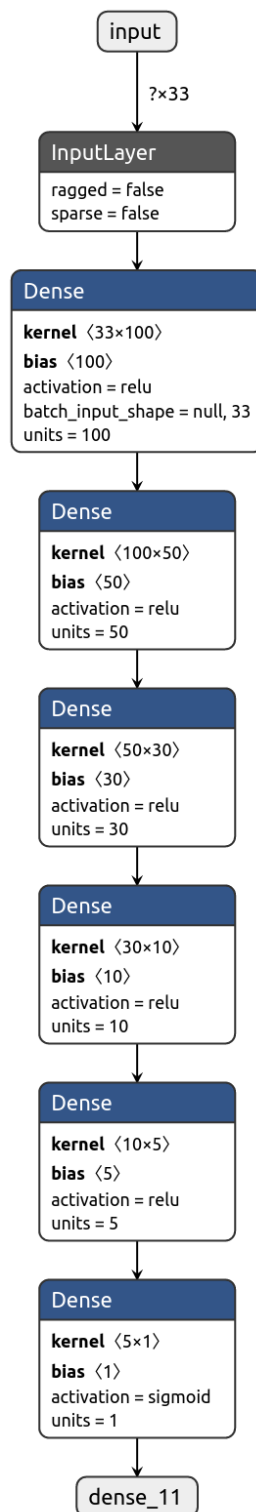 input
?×33
InputLayer
ragged = false
sparse = false
Dense
kernel〈33×100〉
bias〈100〉
activation = relu
batch_input_shape = null, 33
units = 100
Dense
kernel〈100×50〉
bias〈50〉
activation = relu
units = 50
Dense
kernel〈50×30〉
bias〈30〉
activation = relu
units = 30
Dense
kernel〈30×10〉
bias〈10〉
activation = relu
units = 10
Dense
kernel〈10×5〉
bias〈5〉
activation = relu
units = 5
Dense
kernel〈5×1〉
bias〈1〉
activation = sigmoid
units = 1
dense_11